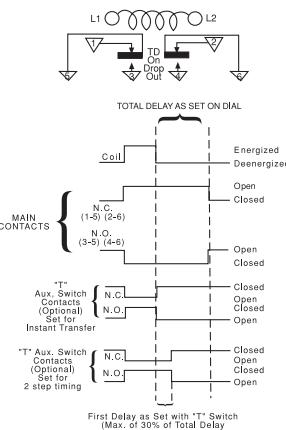 L1 L2
1 2
TD
On
Drop
Out
5 3 4 6
TOTAL DELAY AS SET ON DIAL
Coil
Energized
Deenergized
MAIN
CONTACTS
N.C.
(1-5) (2-6)
Open
Closed
N.O.
(3-5) (4-6)
Open
Closed
"T"
Aux. Switch
Contacts
(Optional)
Set for
Instant Transfer
N.C.
Closed
Open
N.O.
Closed
Open
"T" Aux. Switch
Contacts
(Optional)
Set for
2 step timing
N.C.
Closed
Open
N.O.
Closed
Open
First Delay as Set with "T" Switch
(Max. of 30% of Total Delay